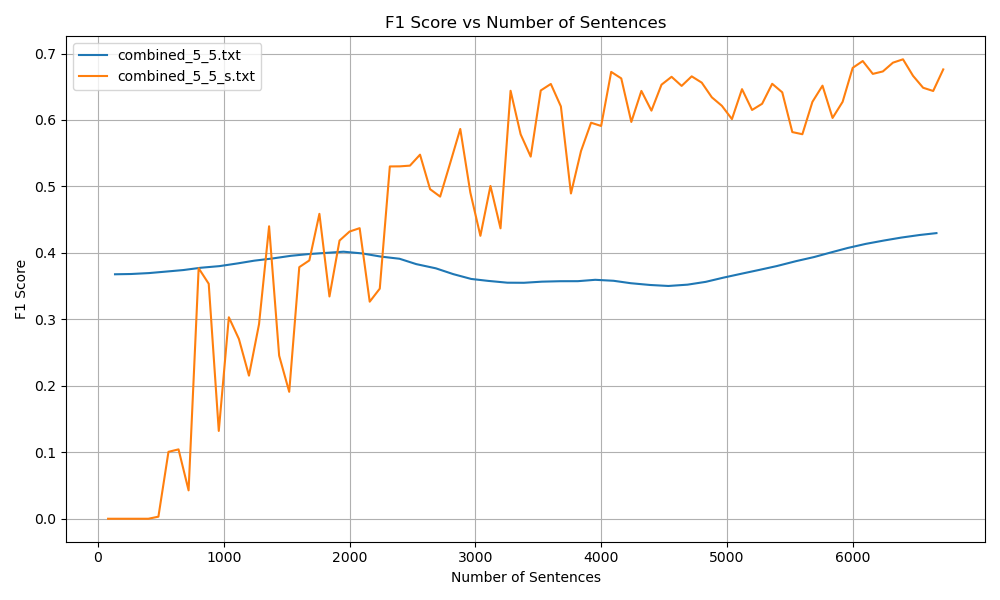 F1 Score vs Number of Sentences
combined_5_5.txt
combined_5_5_s.txt
F1 Score
0.7
0.6
0.5
0.4
0.3
0.2
0.1
0.0
0 1000 2000 3000 4000 5000 6000
Number of Sentences